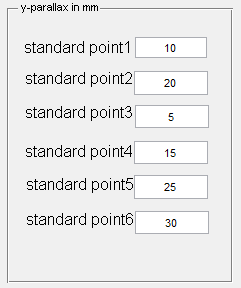 y-parallax in mm
standard point1 10
standard point2 20
standard point3 5
standard point4 15
standard point5 25
standard point6 30